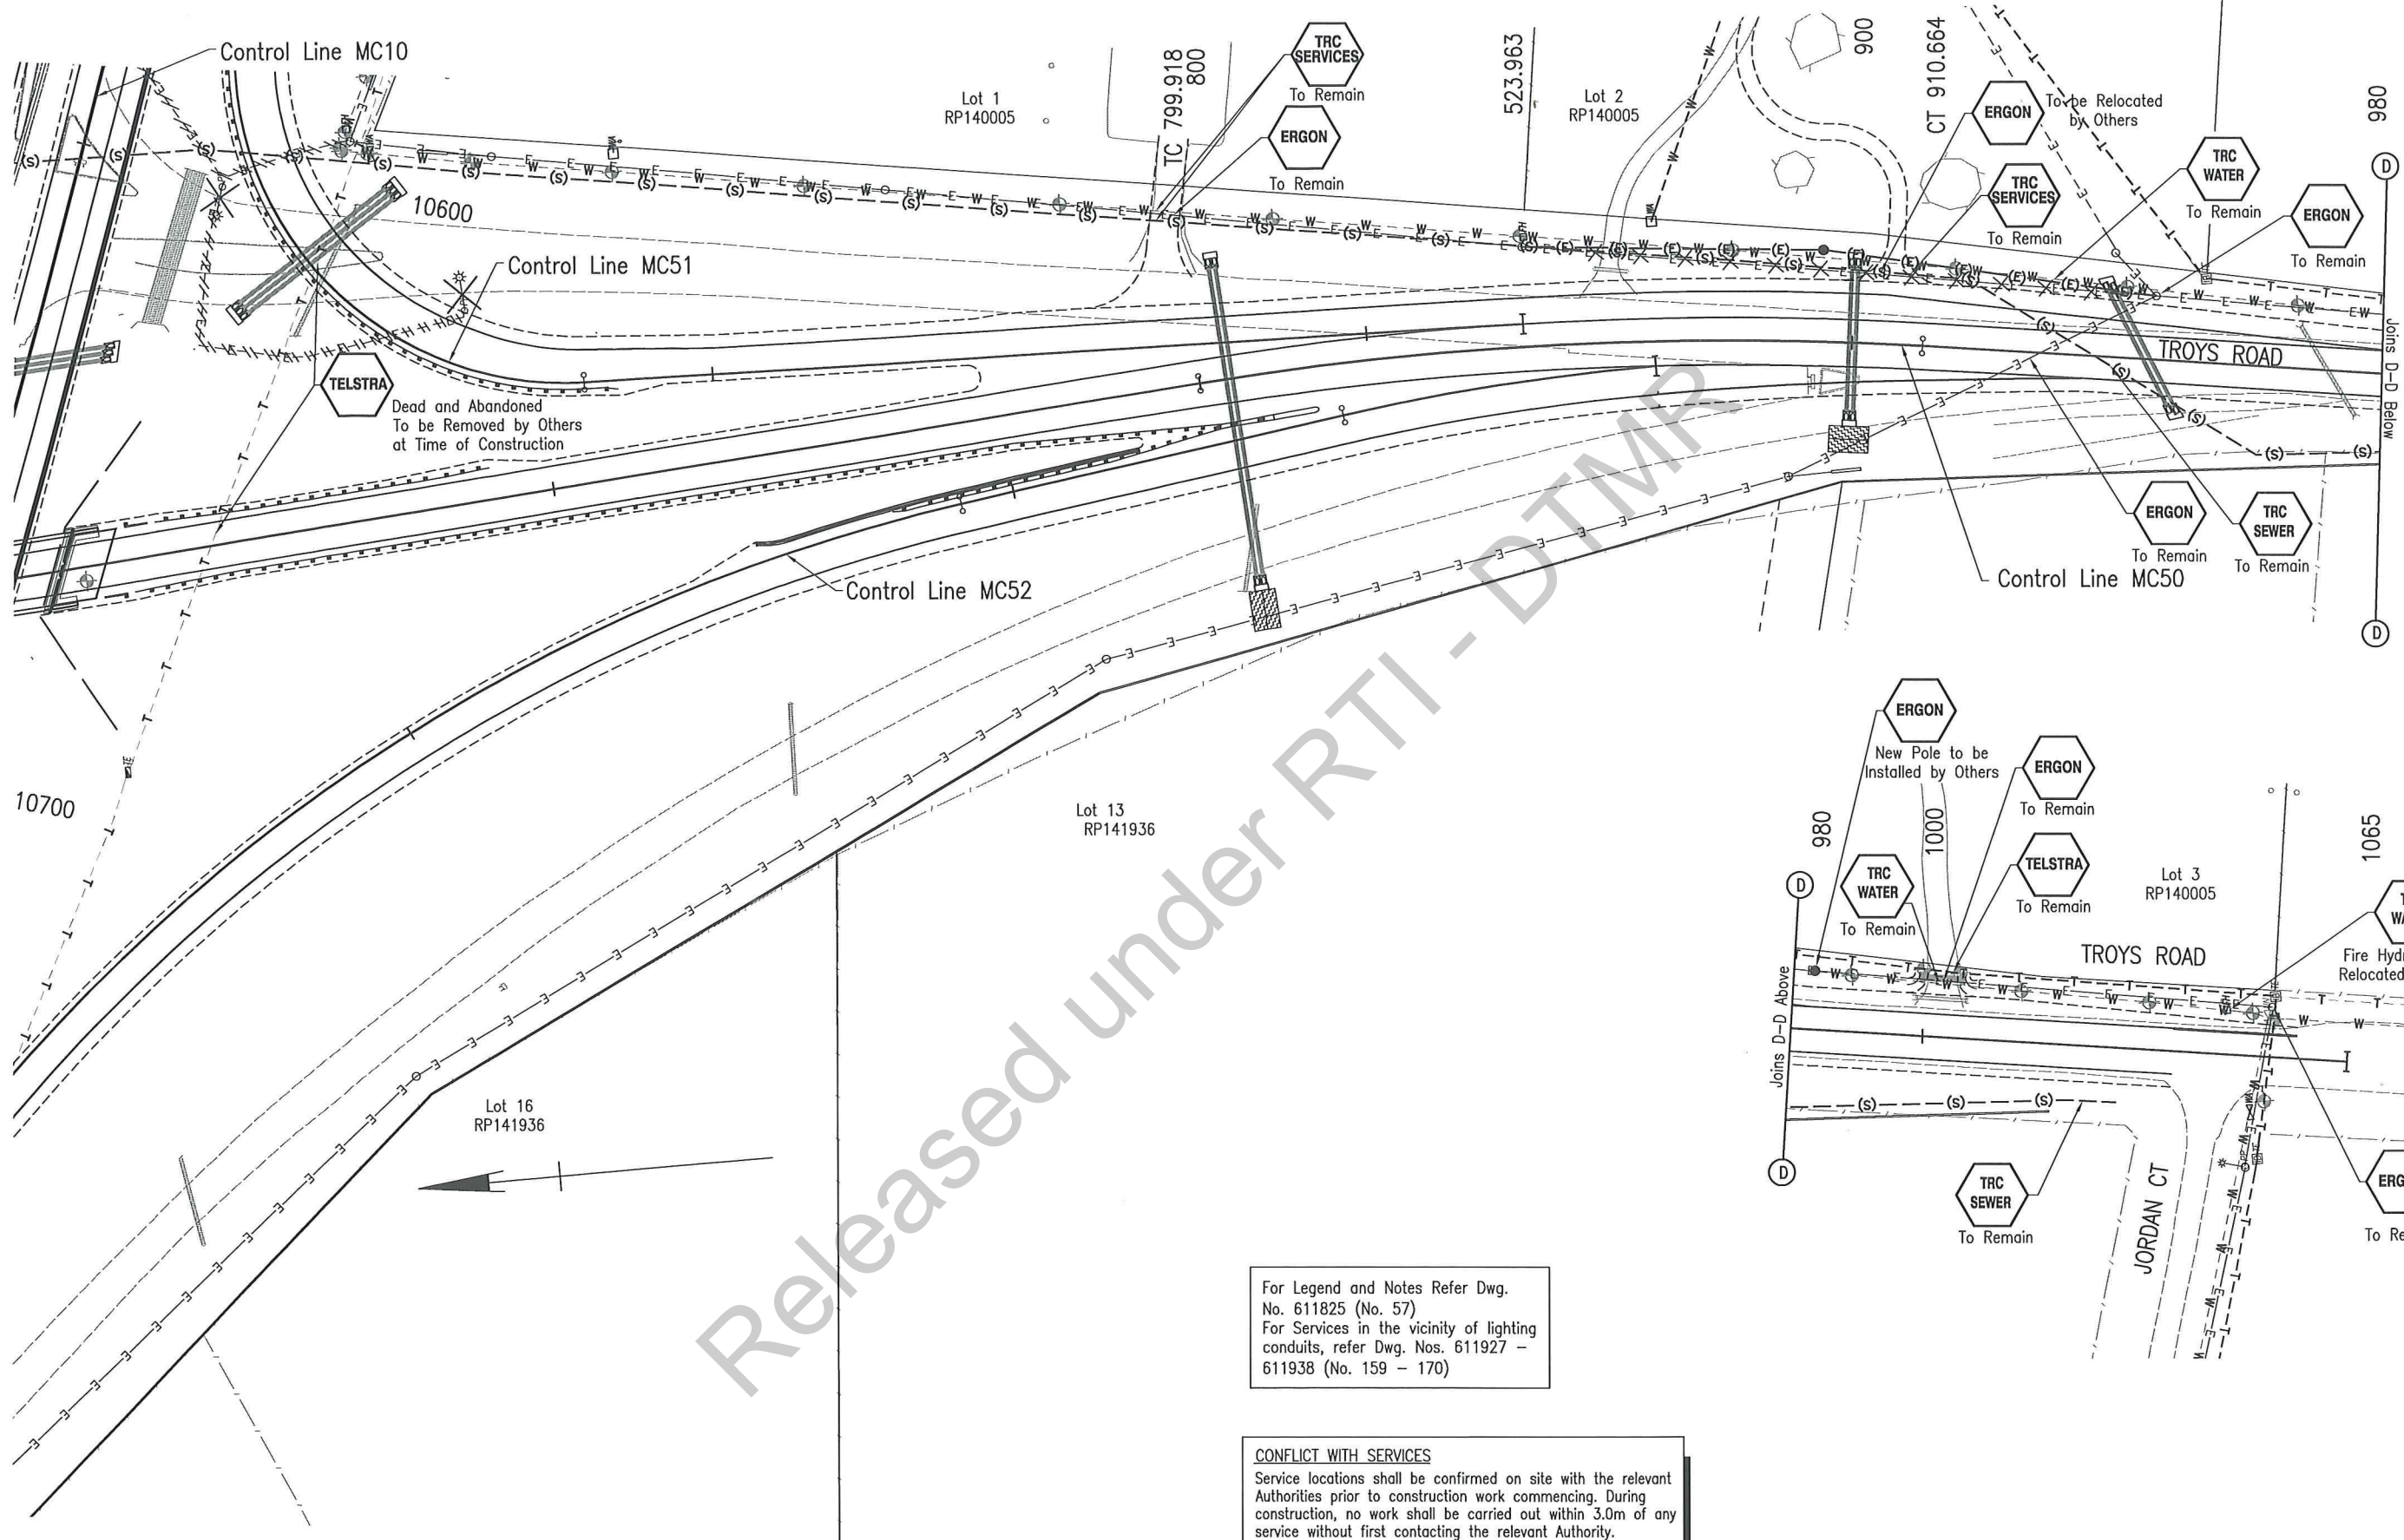 Control Line MC10
TRC
SERVICES
To Remain
Lot 1
RP140005
TC 799.918
800
ERGON
To Remain
523.963
Lot 2
RP140005
900
CT 910.664
ERGON
To be Relocated
by Others
TRC
SERVICES
To Remain
TRC
WATER
To Remain
ERGON
To Remain
980
D
10600
Control Line MC51
TELSTRA
Dead and Abandoned
To be Removed by Others
at Time of Construction
TROYS ROAD
Joins D-D Below
Control Line MC52
ERGON
To Remain
TRC
SEWER
To Remain
Control Line MC50
D
10700
Lot 13
RP141936
Lot 16
RP141936
ERGON
New Pole to be
Installed by Others
ERGON
To Remain
980
1000
TELSTRA
To Remain
TRC
WATER
To Remain
Lot 3
RP140005
1065
D
TROYS ROAD
Fire Hyd
Relocated
Joins D-D Above
D
TRC
SEWER
To Remain
JORDAN CT
ERG
To Re
Released under RTI - DTMR
For Legend and Notes Refer Dwg.
No. 611825 (No. 57)
For Services in the vicinity of lighting
conduits, refer Dwg. Nos. 611927 –
611938 (No. 159 – 170)
CONFLICT WITH SERVICES
Service locations shall be confirmed on site with the relevant
Authorities prior to construction work commencing. During
construction, no work shall be carried out within 3.0m of any
service without first contacting the relevant Authority.